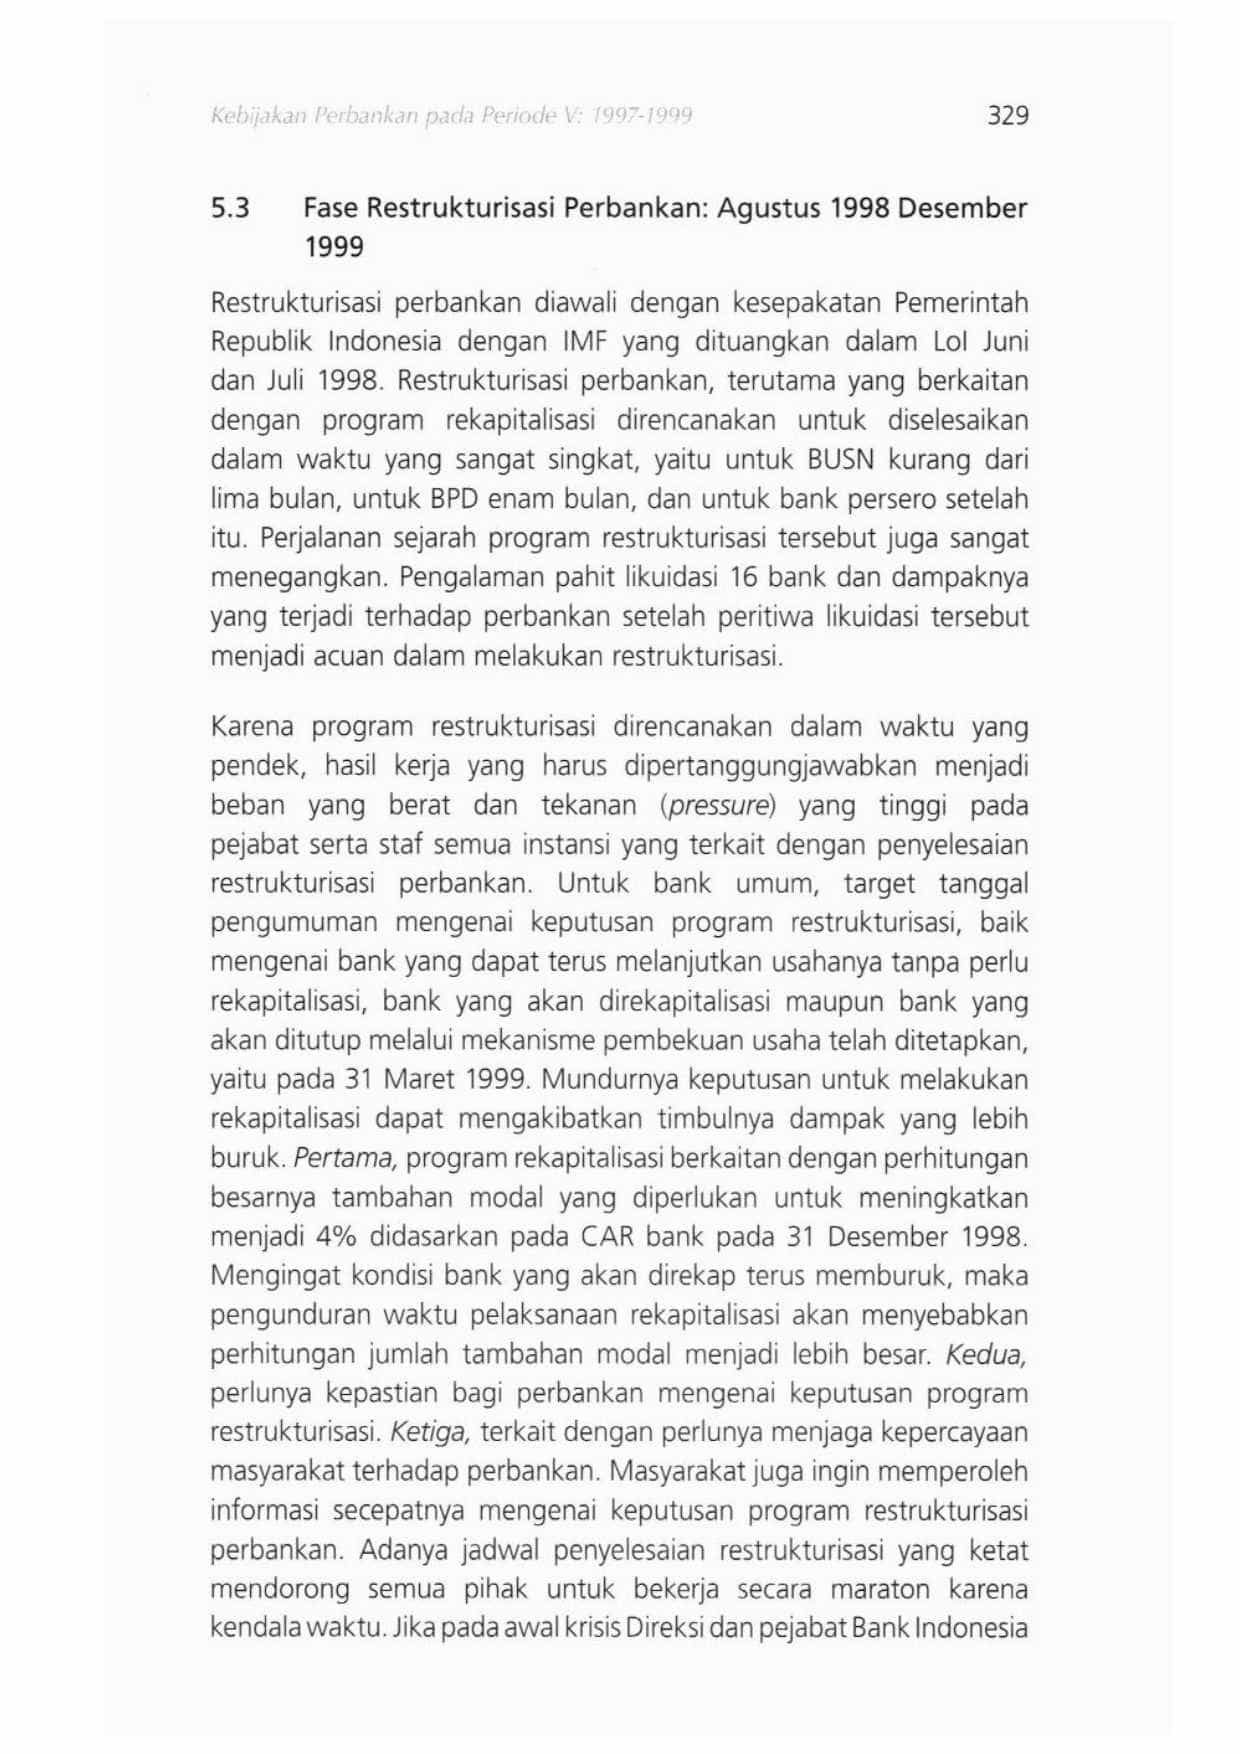 Kebijakan Perbankan pada Periode V: 1997-1999 329
5.3 Fase Restrukturisasi Perbankan: Agustus 1998 Desember
1999
Restrukturisasi perbankan diawali dengan kesepakatan Pemerintah
Republik Indonesia dengan IMF yang dituangkan dalam LoI Juni
dan Juli 1998. Restrukturisasi perbankan, terutama yang berkaitan
dengan program rekapitalisasi direncanakan untuk diselesaikan
dalam waktu yang sangat singkat, yaitu untuk BUSN kurang dari
lima bulan, untuk BPD enam bulan, dan untuk bank persero setelah
itu. Perjalanan sejarah program restrukturisasi tersebut juga sangat
menegangkan. Pengalaman pahit likuidasi 16 bank dan dampaknya
yang terjadi terhadap perbankan setelah peritiwa likuidasi tersebut
menjadi acuan dalam melakukan restrukturisasi.
Karena program restrukturisasi direncanakan dalam waktu yang
pendek, hasil kerja yang harus dipertanggungjawabkan menjadi
beban yang berat dan tekanan (pressure) yang tinggi pada
pejabat serta staf semua instansi yang terkait dengan penyelesaian
restrukturisasi perbankan. Untuk bank umum, target tanggal
pengumuman mengenai keputusan program restrukturisasi, baik
mengenai bank yang dapat terus melanjutkan usahanya tanpa perlu
rekapitalisasi, bank yang akan direkapitalisasi maupun bank yang
akan ditutup melalui mekanisme pembekuan usaha telah ditetapkan,
yaitu pada 31 Maret 1999. Mundurnya keputusan untuk melakukan
rekapitalisasi dapat mengakibatkan timbulnya dampak yang lebih
buruk. Pertama, program rekapitalisasi berkaitan dengan perhitungan
besarnya tambahan modal yang diperlukan untuk meningkatkan
menjadi 4% didasarkan pada CAR bank pada 31 Desember 1998.
Mengingat kondisi bank yang akan direkap terus memburuk, maka
pengunduran waktu pelaksanaan rekapitalisasi akan menyebabkan
perhitungan jumlah tambahan modal menjadi lebih besar. Kedua,
perlunya kepastian bagi perbankan mengenai keputusan program
restrukturisasi. Ketiga, terkait dengan perlunya menjaga kepercayaan
masyarakat terhadap perbankan. Masyarakat juga ingin memperoleh
informasi secepatnya mengenai keputusan program restrukturisasi
perbankan. Adanya jadwal penyelesaian restrukturisasi yang ketat
mendorong semua pihak untuk bekerja secara maraton karena
kendala waktu. Jika pada awal krisis Direksi dan pejabat Bank Indonesia